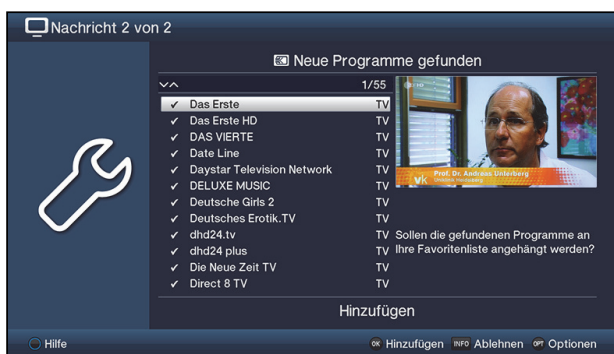 Nachricht 2 von 2
Neue Programme gefunden
1/55
Das Erste TV
Das Erste HD TV
DAS VIERTE TV
Date Line TV
Daystar Television Network TV
DELUXE MUSIC TV
Deutsche Girls 2 TV
Deutsches Erotik.TV TV
dhd24.tv TV
dhd24 plus TV
Die Neue Zeit TV TV
Direct 8 TV TV
vk
Prof. Dr. Andreas Unterberg
Sollen die gefundenen Programme an
Ihre Favoritenliste angehängt werden?
Hinzufügen
Hilfe
OK Hinzufügen INFO Ablehnen OPT Optionen